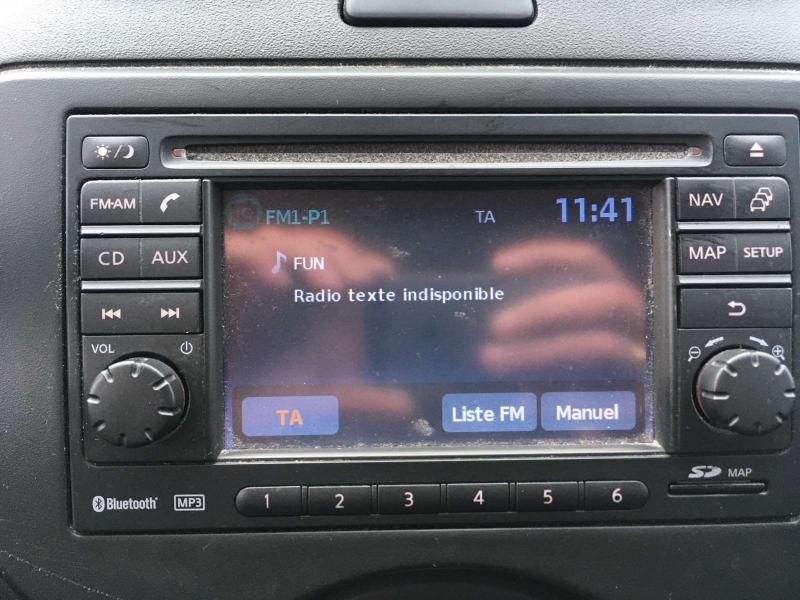 FM·AM
CD AUX
VOL
FM1-P1 TA 11:41
FUN
Radio texte indisponible
TA Liste FM Manuel
NAV
MAP SETUP
Bluetooth MP3 1 2 3 4 5 6 SD MAP